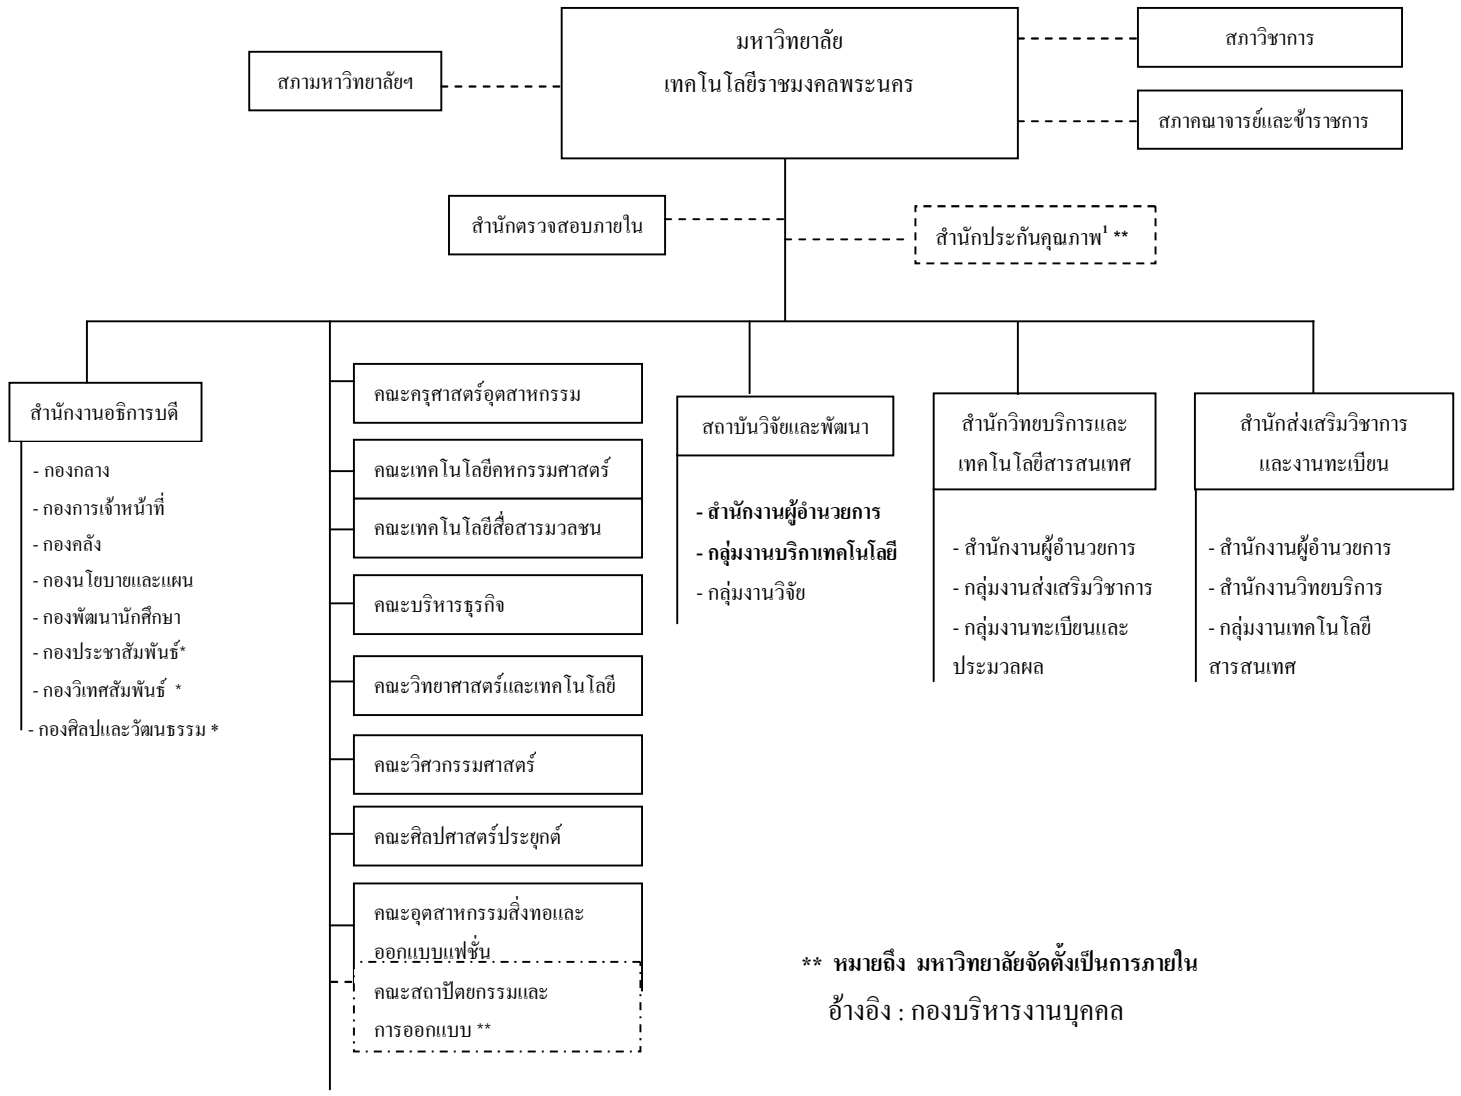 มหาวิทยาลัย
เทคโนโลยีราชมงคลพระนคร
สภาวิชาการ
สภามหาวิทยาลัยฯ
สภาคณาจารย์และข้าราชการ
สำนักตรวจสอบภายใน
สำนักประกันคุณภาพ¹ **
สำนักงานอธิการบดี
- กองกลาง
- กองการเจ้าหน้าที่
- กองคลัง
- กองนโยบายและแผน
- กองพัฒนานักศึกษา
- กองประชาสัมพันธ์*
- กองวิเทศสัมพันธ์ *
- กองศิลปและวัฒนธรรม *
คณะครุศาสตร์อุตสาหกรรม
คณะเทคโนโลยีคหกรรมศาสตร์
คณะเทคโนโลยีสื่อสารมวลชน
คณะบริหารธุรกิจ
คณะวิทยาศาสตร์และเทคโนโลยี
คณะวิศวกรรมศาสตร์
คณะศิลปศาสตร์ประยุกต์
คณะอุตสาหกรรมสิ่งทอและ
ออกแบบแฟชั่น
คณะสถาปัตยกรรมและ
การออกแบบ **
สถาบันวิจัยและพัฒนา
- สำนักงานผู้อำนวยการ
- กลุ่มงานบริกาเทคโนโลยี
- กลุ่มงานวิจัย
สำนักวิทยบริการและ
เทคโนโลยีสารสนเทศ
- สำนักงานผู้อำนวยการ
- กลุ่มงานส่งเสริมวิชาการ
- กลุ่มงานทะเบียนและ
ประมวลผล
สำนักส่งเสริมวิชาการ
และงานทะเบียน
- สำนักงานผู้อำนวยการ
- สำนักงานวิทยบริการ
- กลุ่มงานเทคโนโลยี
สารสนเทศ
** หมายถึง มหาวิทยาลัยจัดตั้งเป็นการภายใน
อ้างอิง : กองบริหารงานบุคคล